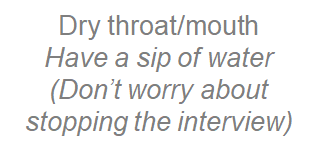 Dry throat/mouth
Have a sip of water
(Don’t worry about
stopping the interview)